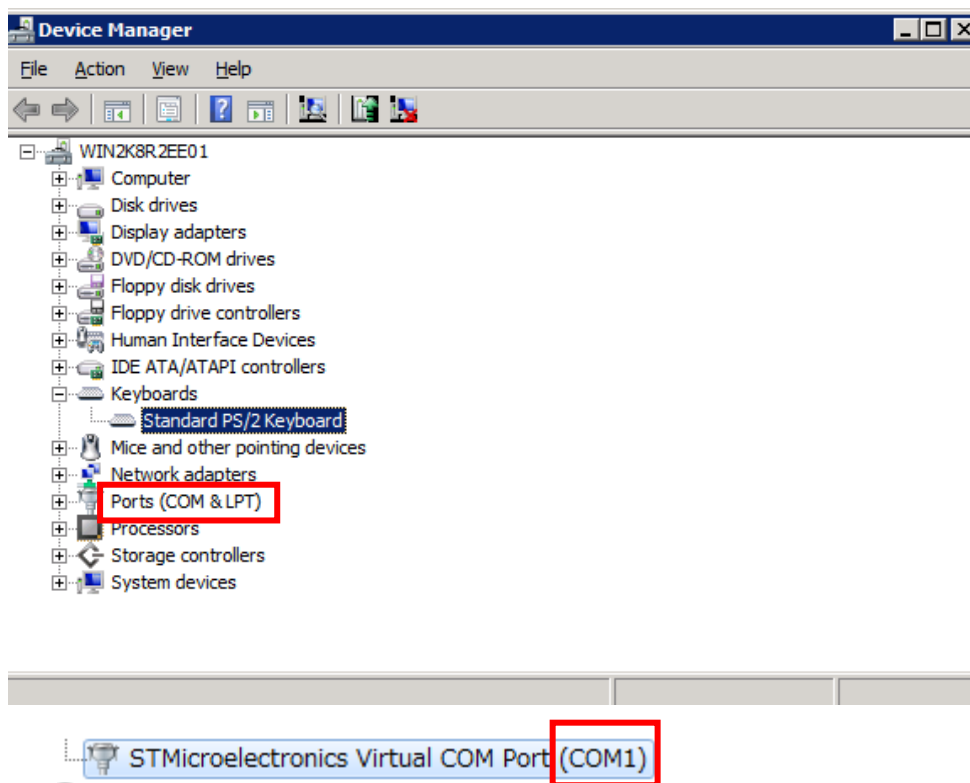 Device Manager
File Action View Help
WIN2K8R2EE01
Computer
Disk drives
Display adapters
DVD/CD-ROM drives
Floppy disk drives
Floppy drive controllers
Human Interface Devices
IDE ATA/ATAPI controllers
Keyboards
Standard PS/2 Keyboard
Mice and other pointing devices
Network adapters
Ports (COM & LPT)
Processors
Storage controllers
System devices
STMicroelectronics Virtual COM Port (COM1)